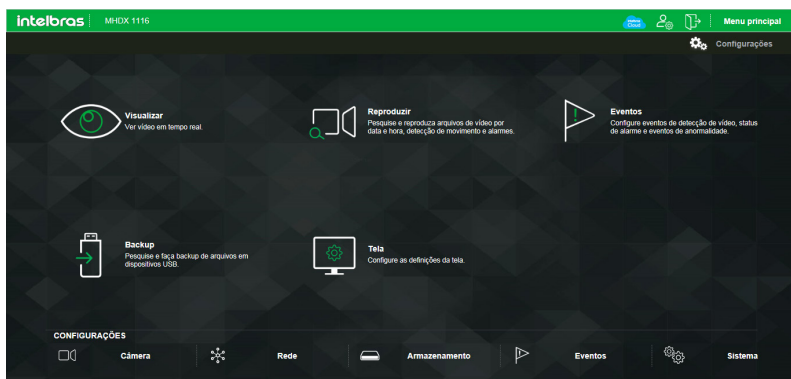 intelbras MHDX 1116 intelbras Cloud Menu principal
Configurações
Visualizar
Ver vídeo em tempo real.
Reproduzir
Pesquise e reproduza arquivos de vídeo por
data e hora, detecção de movimento e alarmes.
Eventos
Configure eventos de detecção de vídeo, status
de alarme e eventos de anormalidade.
Backup
Pesquise e faça backup de arquivos em
dispositivos USB.
Tela
Configure as definições da tela.
CONFIGURAÇÕES
Câmera Rede Armazenamento Eventos Sistema